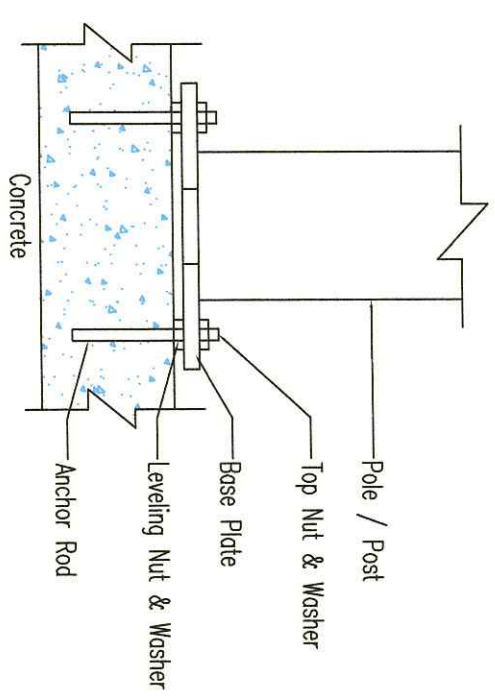 Pole / Post
Top Nut & Washer
Base Plate
Leveling Nut & Washer
Anchor Rod
Concrete